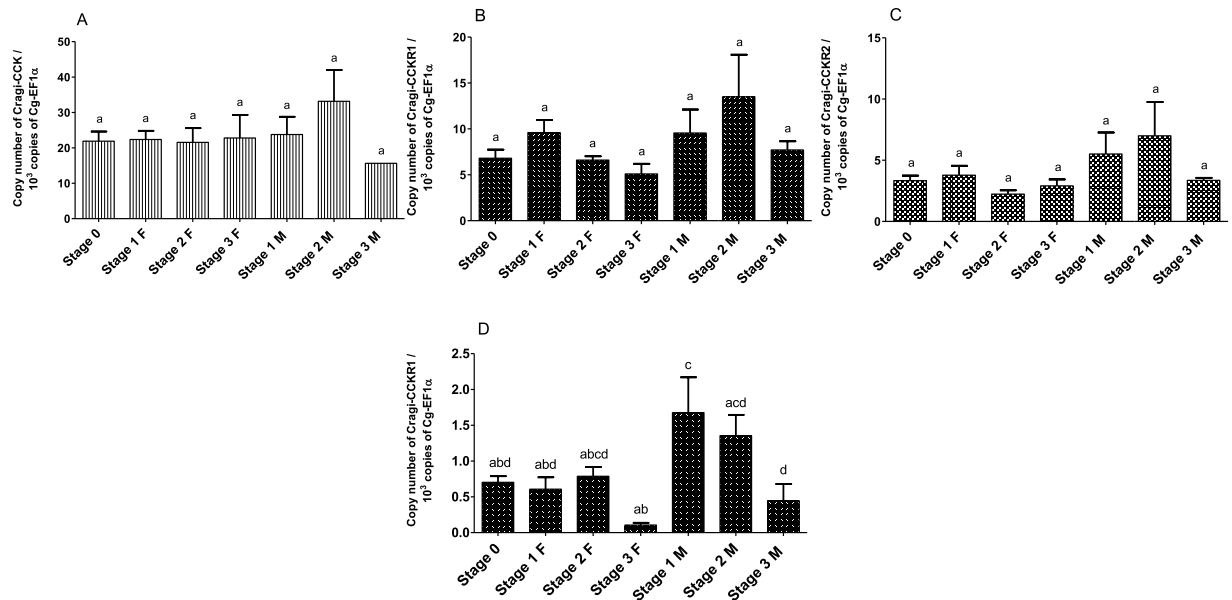 A
Copy number of Cragi-CCK /
10³ copies of Cg-EF1α
50
40
30
20
10
0
a a a a a a a
Stage 0 Stage 1 F Stage 2 F Stage 3 F Stage 1 M Stage 2 M Stage 3 M
B
Copy number of Cragi-CCKR1 /
10³ copies of Cg-EF1α
20
15
10
5
0
a a a a a a a
Stage 0 Stage 1 F Stage 2 F Stage 3 F Stage 1 M Stage 2 M Stage 3 M
C
Copy number of Cragi-CCKR2 /
10³ copies of Cg-EF1α
15
10
5
0
a a a a a a a
Stage 0 Stage 1 F Stage 2 F Stage 3 F Stage 1 M Stage 2 M Stage 3 M
D
Copy number of Cragi-CCKR1 /
10³ copies of Cg-EF1α
2.5
2.0
1.5
1.0
0.5
0.0
abd abd abcd ab c acd d
Stage 0 Stage 1 F Stage 2 F Stage 3 F Stage 1 M Stage 2 M Stage 3 M